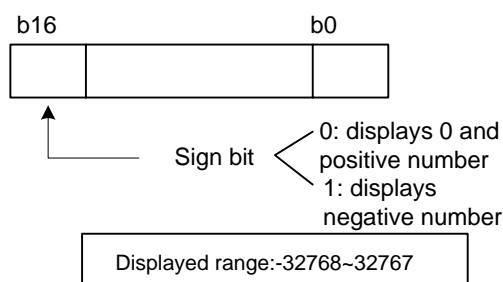 b16 b0
0: displays 0 and
positive number
Sign bit
1: displays
negative number
Displayed range:-32768~32767